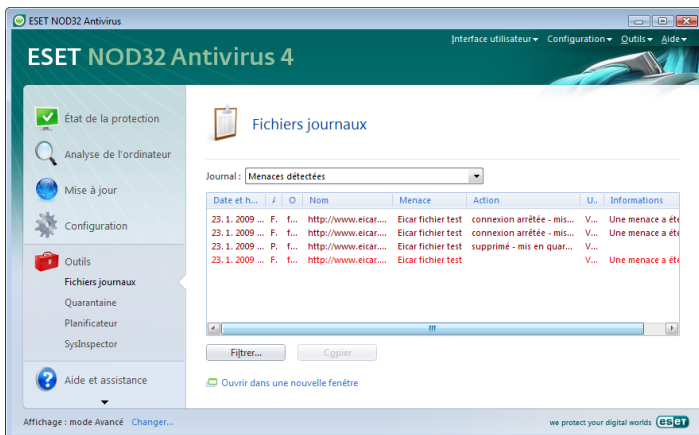 ESET NOD32 Antivirus
ESET NOD32 Antivirus 4
Interface utilisateur Configuration Outils Aide
État de la protection
Analyse de l'ordinateur
Mise à jour
Configuration
Outils
Fichiers journaux
Quarantaine
Planificateur
SysInspector
Aide et assistance
Affichage : mode Avancé Changer...
Fichiers journaux
Journal : Menaces détectées
Date et h... O Nom Menace Action U.. Informations
23. 1. 2009 ... F. f... http://www.eicar.... Eicar fichier test connexion arrêtée - mis... V... Une menace a été
23. 1. 2009 ... F. f... http://www.eicar.... Eicar fichier test connexion arrêtée - mis... V... Une menace a été
23. 1. 2009 ... P. f... http://www.eicar.... Eicar fichier test supprimé - mis en quar... V...
23. 1. 2009 ... F. f... http://www.eicar.... Eicar fichier test V... Une menace a été
Filtrer... Copier
Ouvrir dans une nouvelle fenêtre
we protect your digital worlds eset